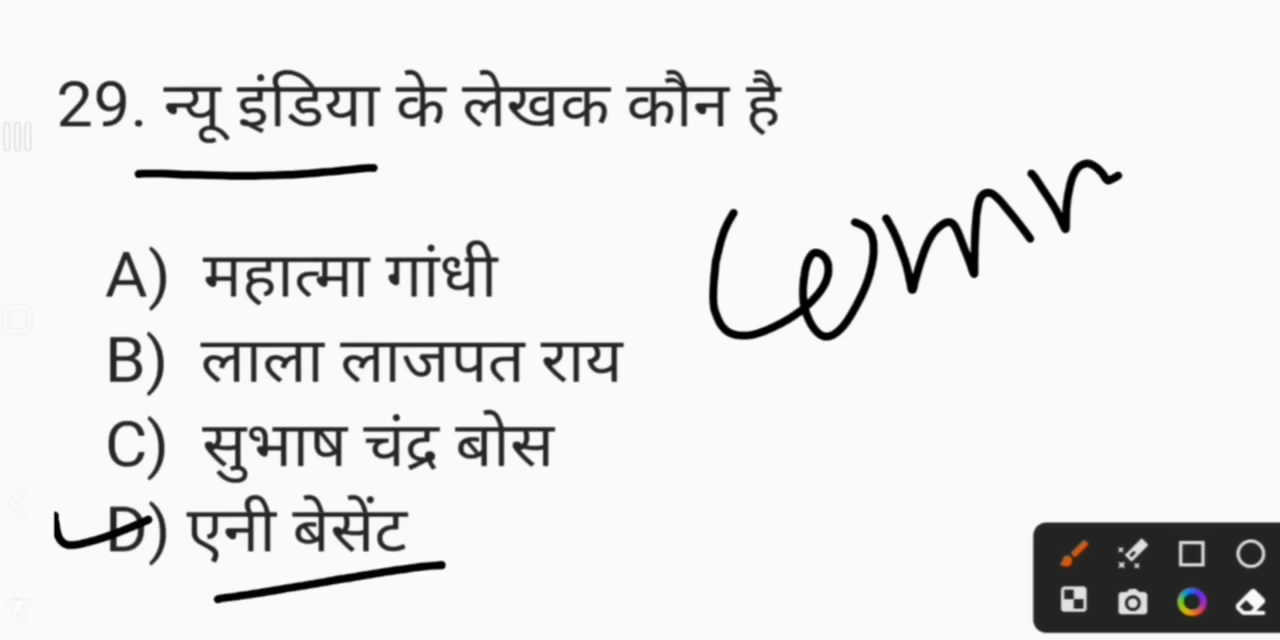 29. न्यू इंडिया के लेखक कौन है
A) महात्मा गांधी
B) लाला लाजपत राय
C) सुभाष चंद्र बोस
D) एनी बेसेंट